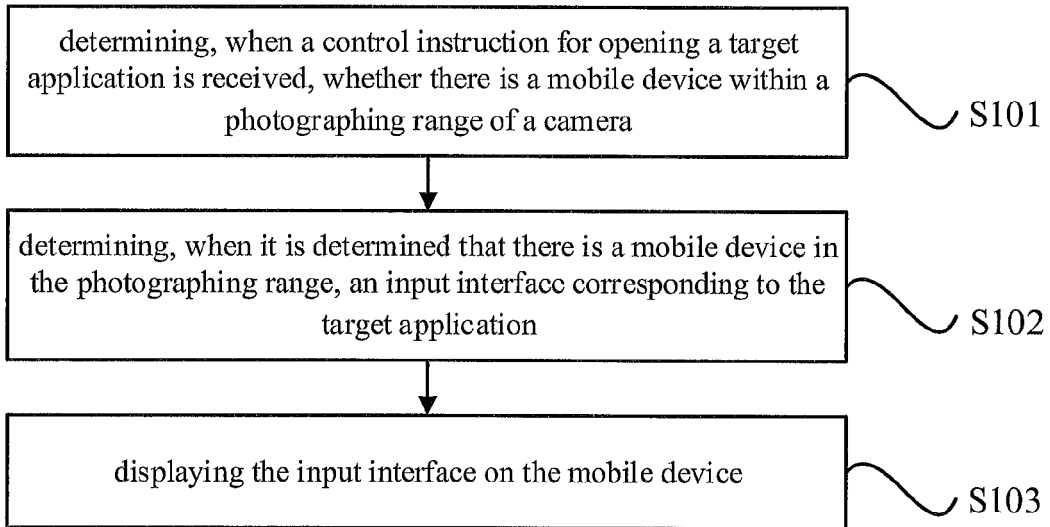 determining, when a control instruction for opening a target
application is received, whether there is a mobile device within a
photographing range of a camera
S101
determining, when it is determined that there is a mobile device in
the photographing range, an input interface corresponding to the
target application
S102
displaying the input interface on the mobile device
S103